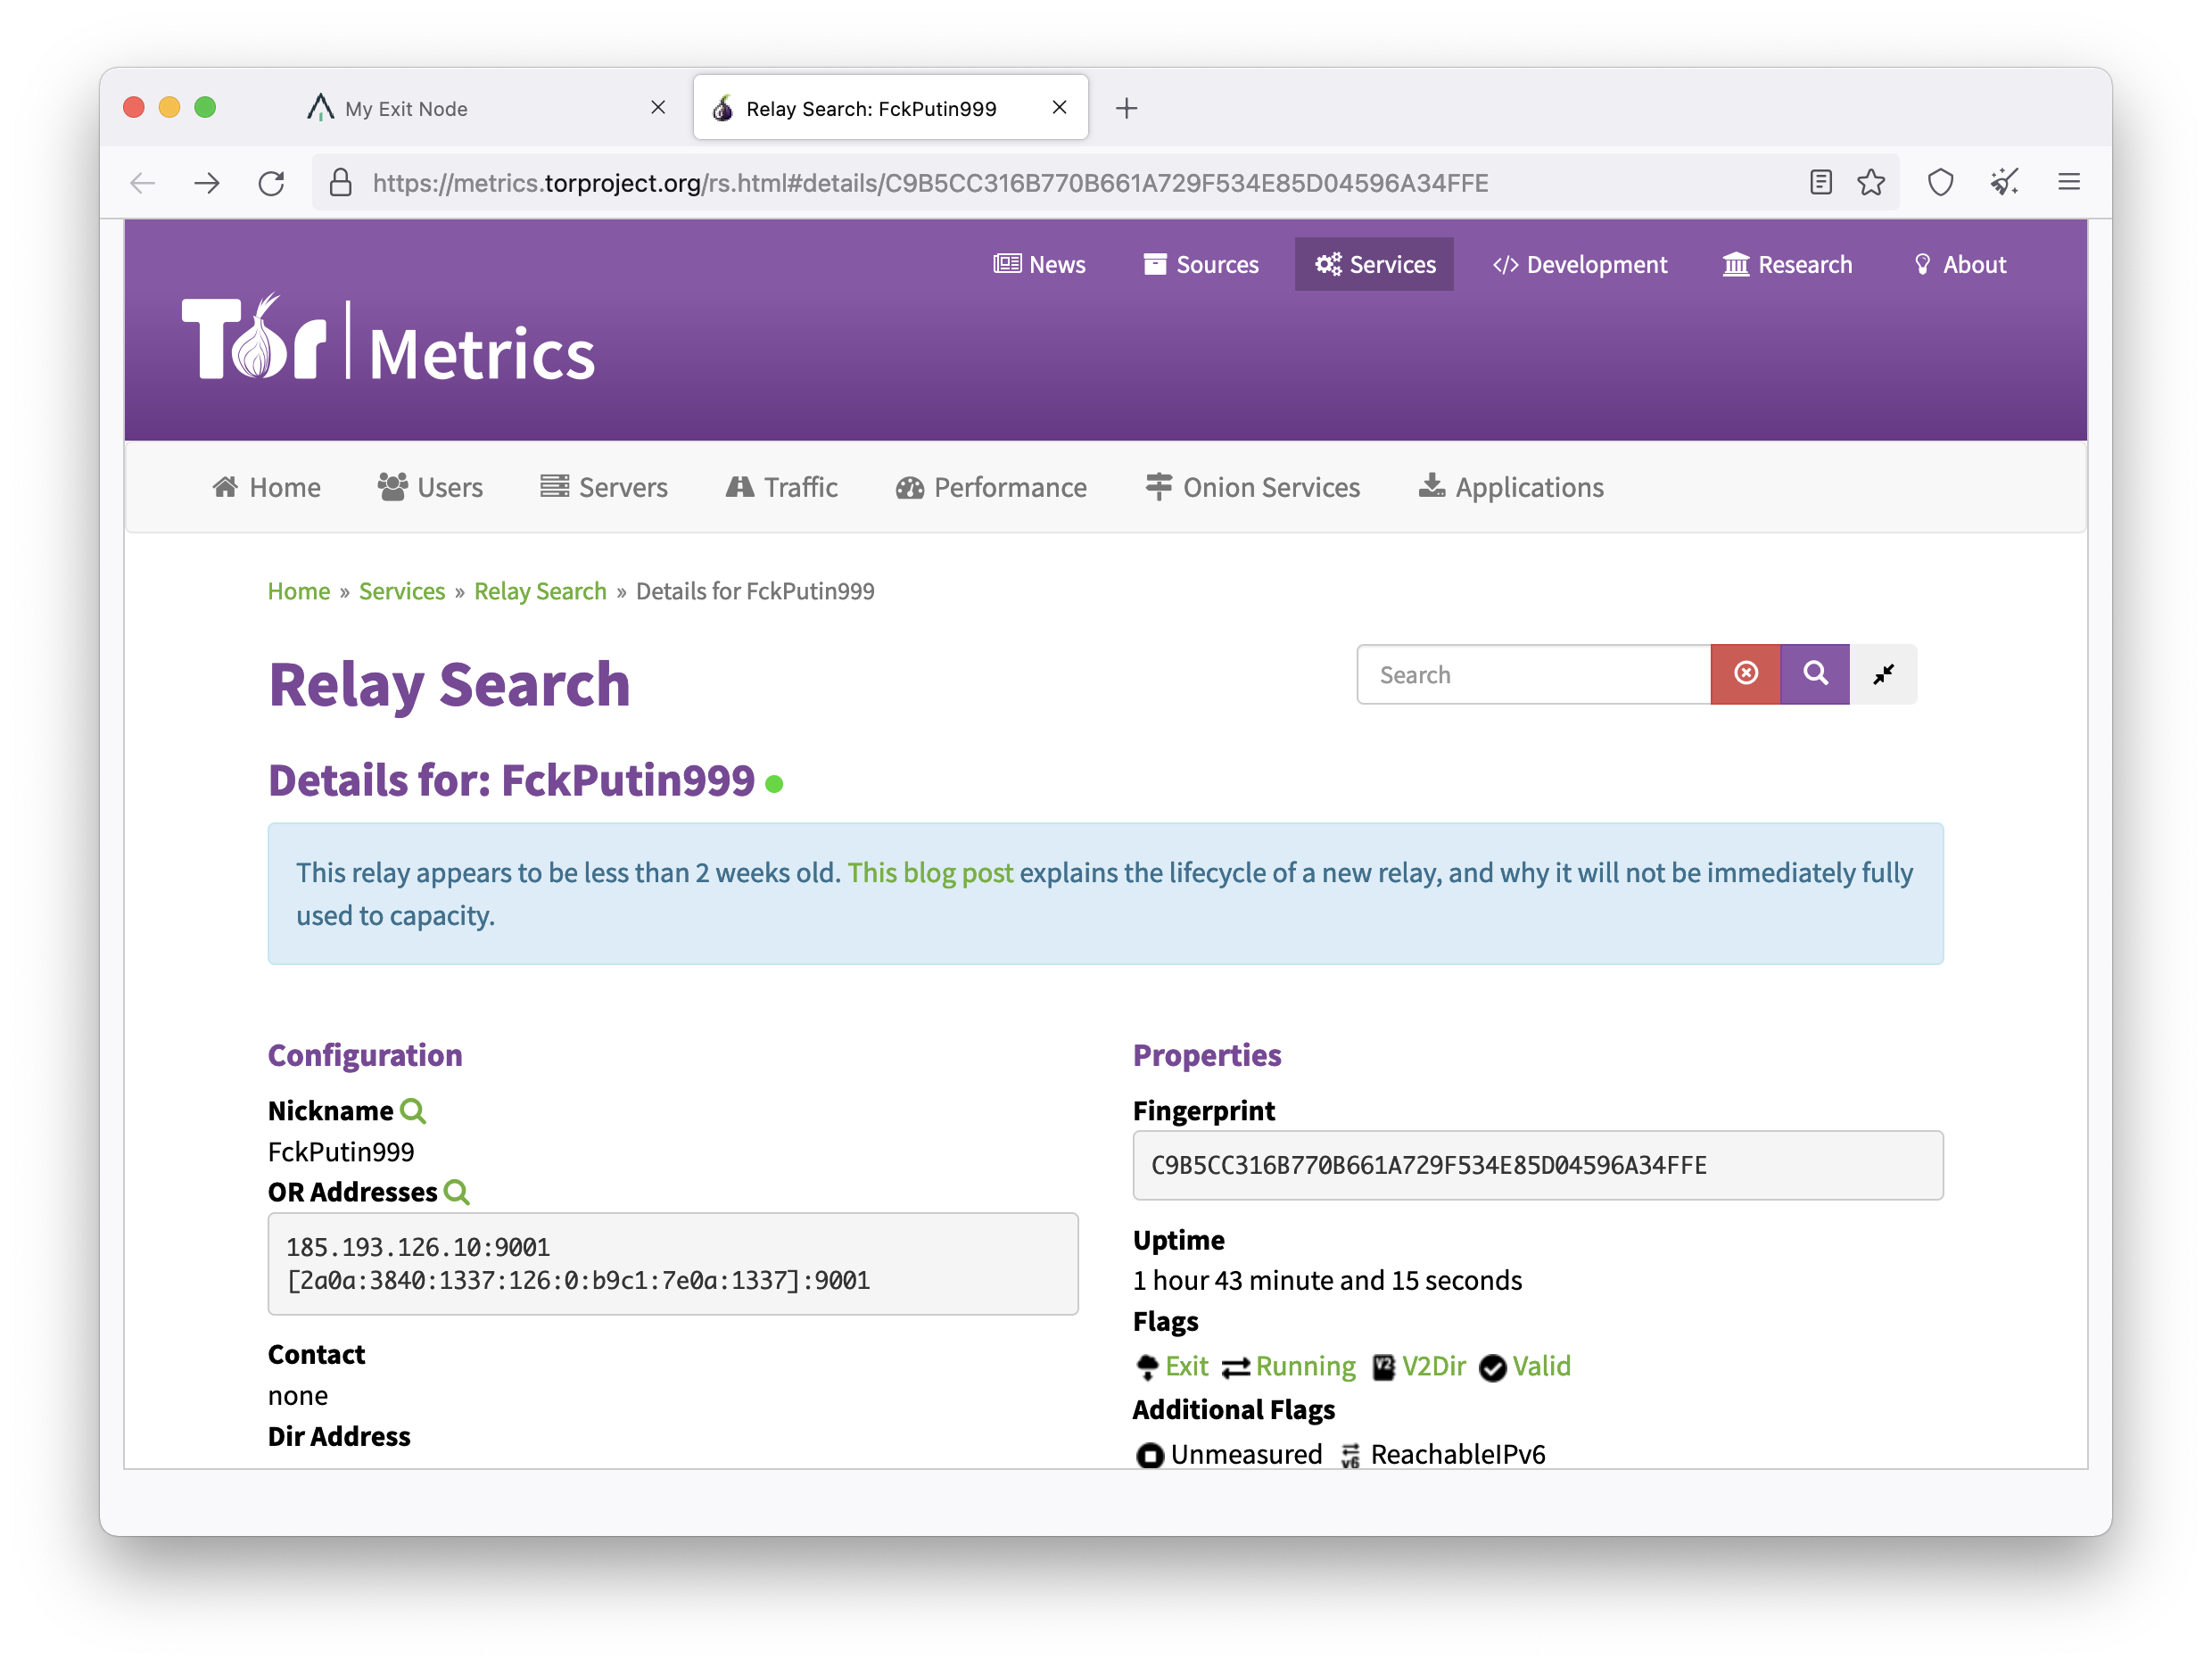 My Exit Node
Relay Search: FckPutin999
https://metrics.torproject.org/rs.html#details/C9B5CC316B770B661A729F534E85D04596A34FFE
News Sources Services Development Research About
Tor Metrics
Home Users Servers Traffic Performance Onion Services Applications
Home » Services » Relay Search » Details for FckPutin999
Relay Search
Search
Details for: FckPutin999
This relay appears to be less than 2 weeks old. This blog post explains the lifecycle of a new relay, and why it will not be immediately fully
used to capacity.
Configuration
Nickname
FckPutin999
OR Addresses
185.193.126.10:9001
[2a0a:3840:1337:126:0:b9c1:7e0a:1337]:9001
Contact
none
Dir Address
Properties
Fingerprint
C9B5CC316B770B661A729F534E85D04596A34FFE
Uptime
1 hour 43 minute and 15 seconds
Flags
Exit Running V2 V2Dir Valid
Additional Flags
Unmeasured v6 ReachableIPv6